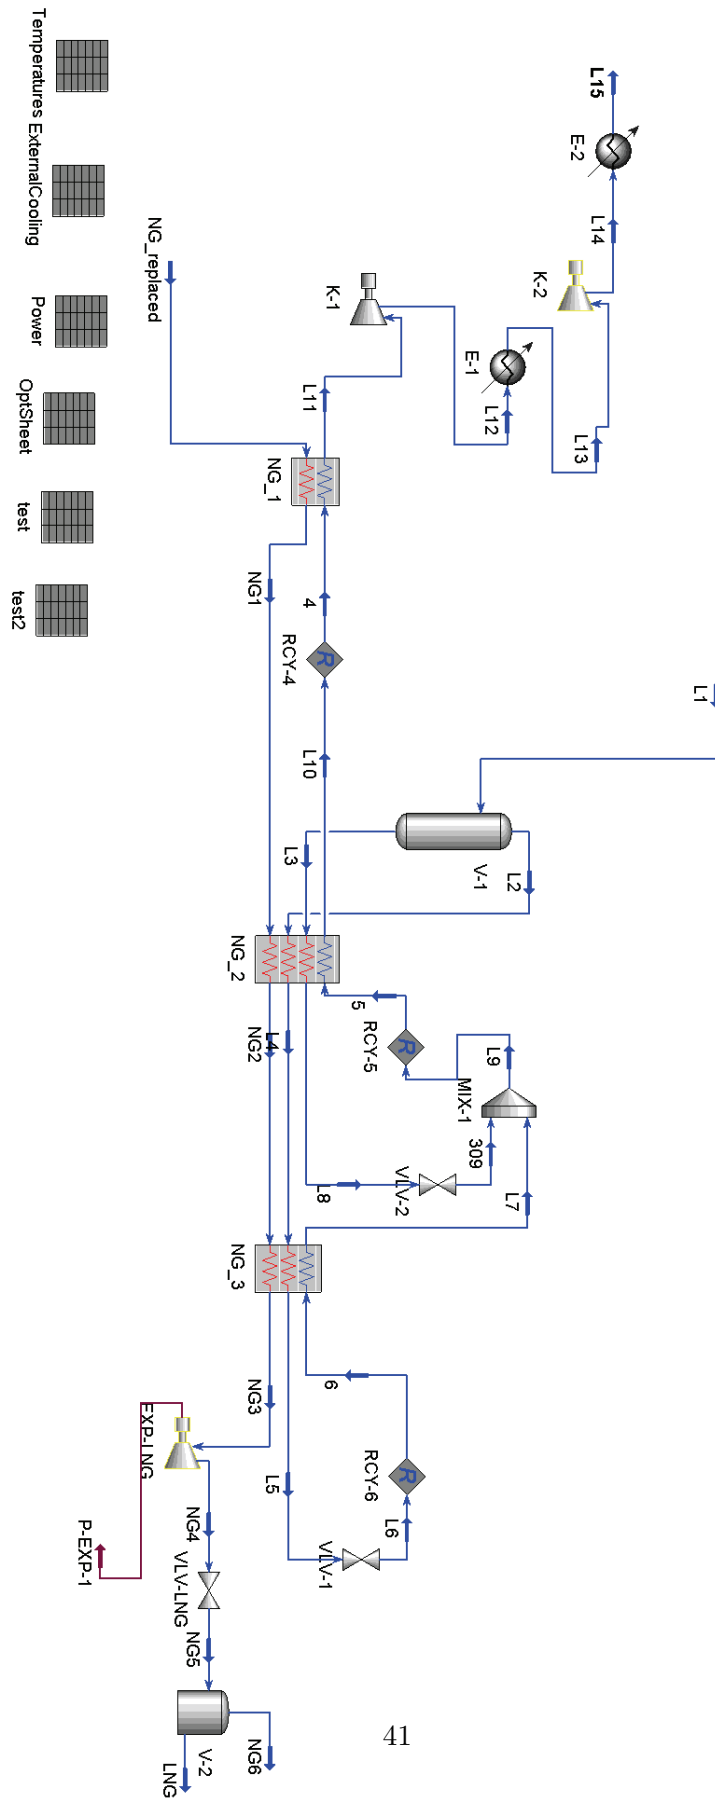 Temperatures
ExternalCooling
Power
OptSheet
test
test2
NG_replaced
L15
E-2
L14
K-2
K-1
E-1
L12
L13
L11
NG_1
NG1
4
RCY-4
R
L10
L1
L3
V-1
L2
NG_2
5
RCY-5
R
NG2
L4
L9
MIX-1
309
L8
VLV-2
L7
NG_3
6
NG3
RCY-6
R
L5
L6
VLV-1
EXP-LNG
P-EXP-1
NG4
VLV-LNG
NG5
V-2
NG6
LNG
41